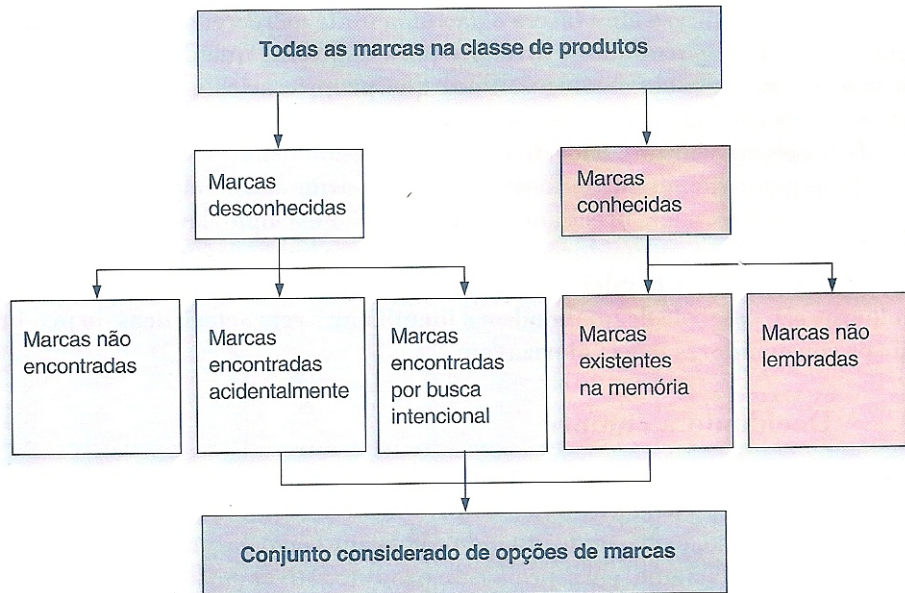 Todas as marcas na classe de produtos
Marcas
desconhecidas
Marcas
conhecidas
Marcas não
encontradas
Marcas
encontradas
acidentalmente
Marcas
encontradas
por busca
intencional
Marcas
existentes
na memória
Marcas não
lembradas
Conjunto considerado de opções de marcas